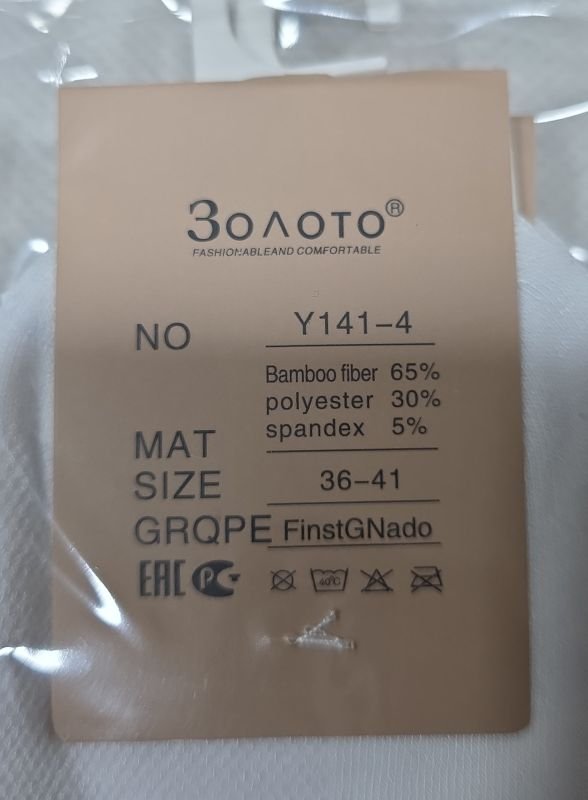 Золото®
FASHIONABLEAND COMFORTABLE
NO Y141-4
Bamboo fiber 65%
polyester 30%
MAT spandex 5%
SIZE 36-41
GRQPE FinstGNado
EAC PC
40°C